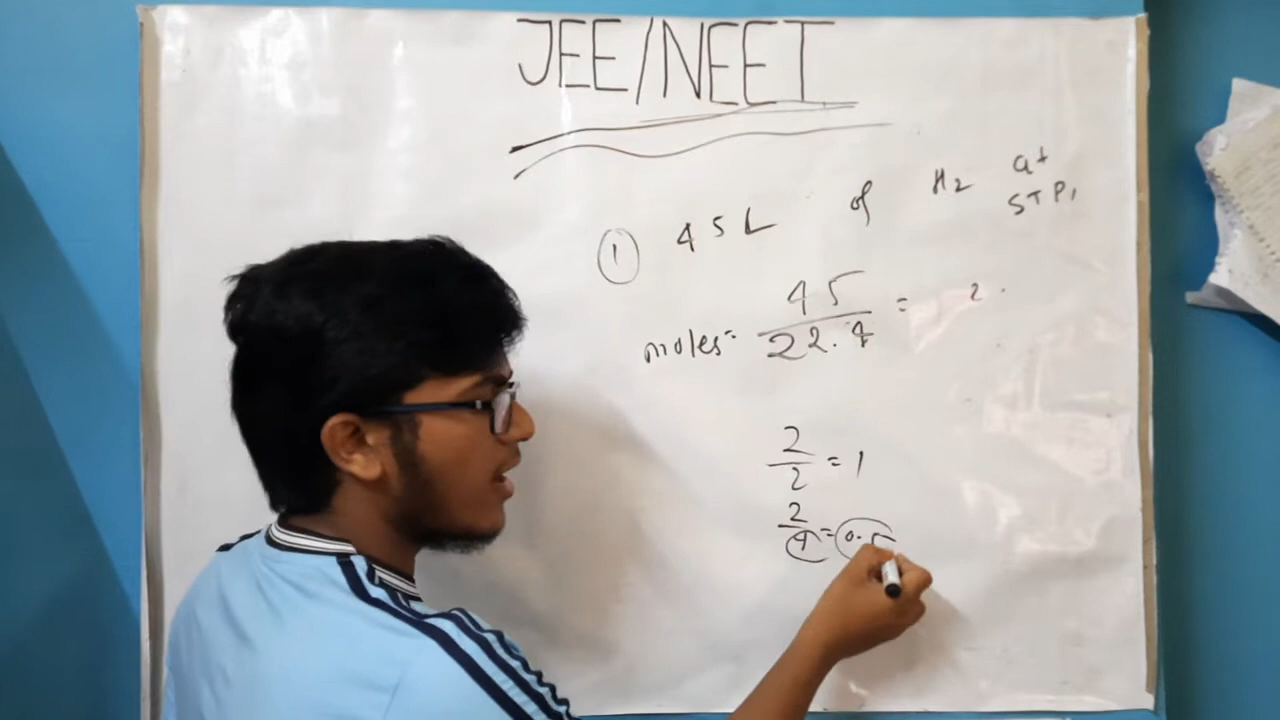 JEE/NEET
① 45L of H2 at
STP,
moles = 45/22.4 = 2.
2/2 = 1
2/4 = 0.5